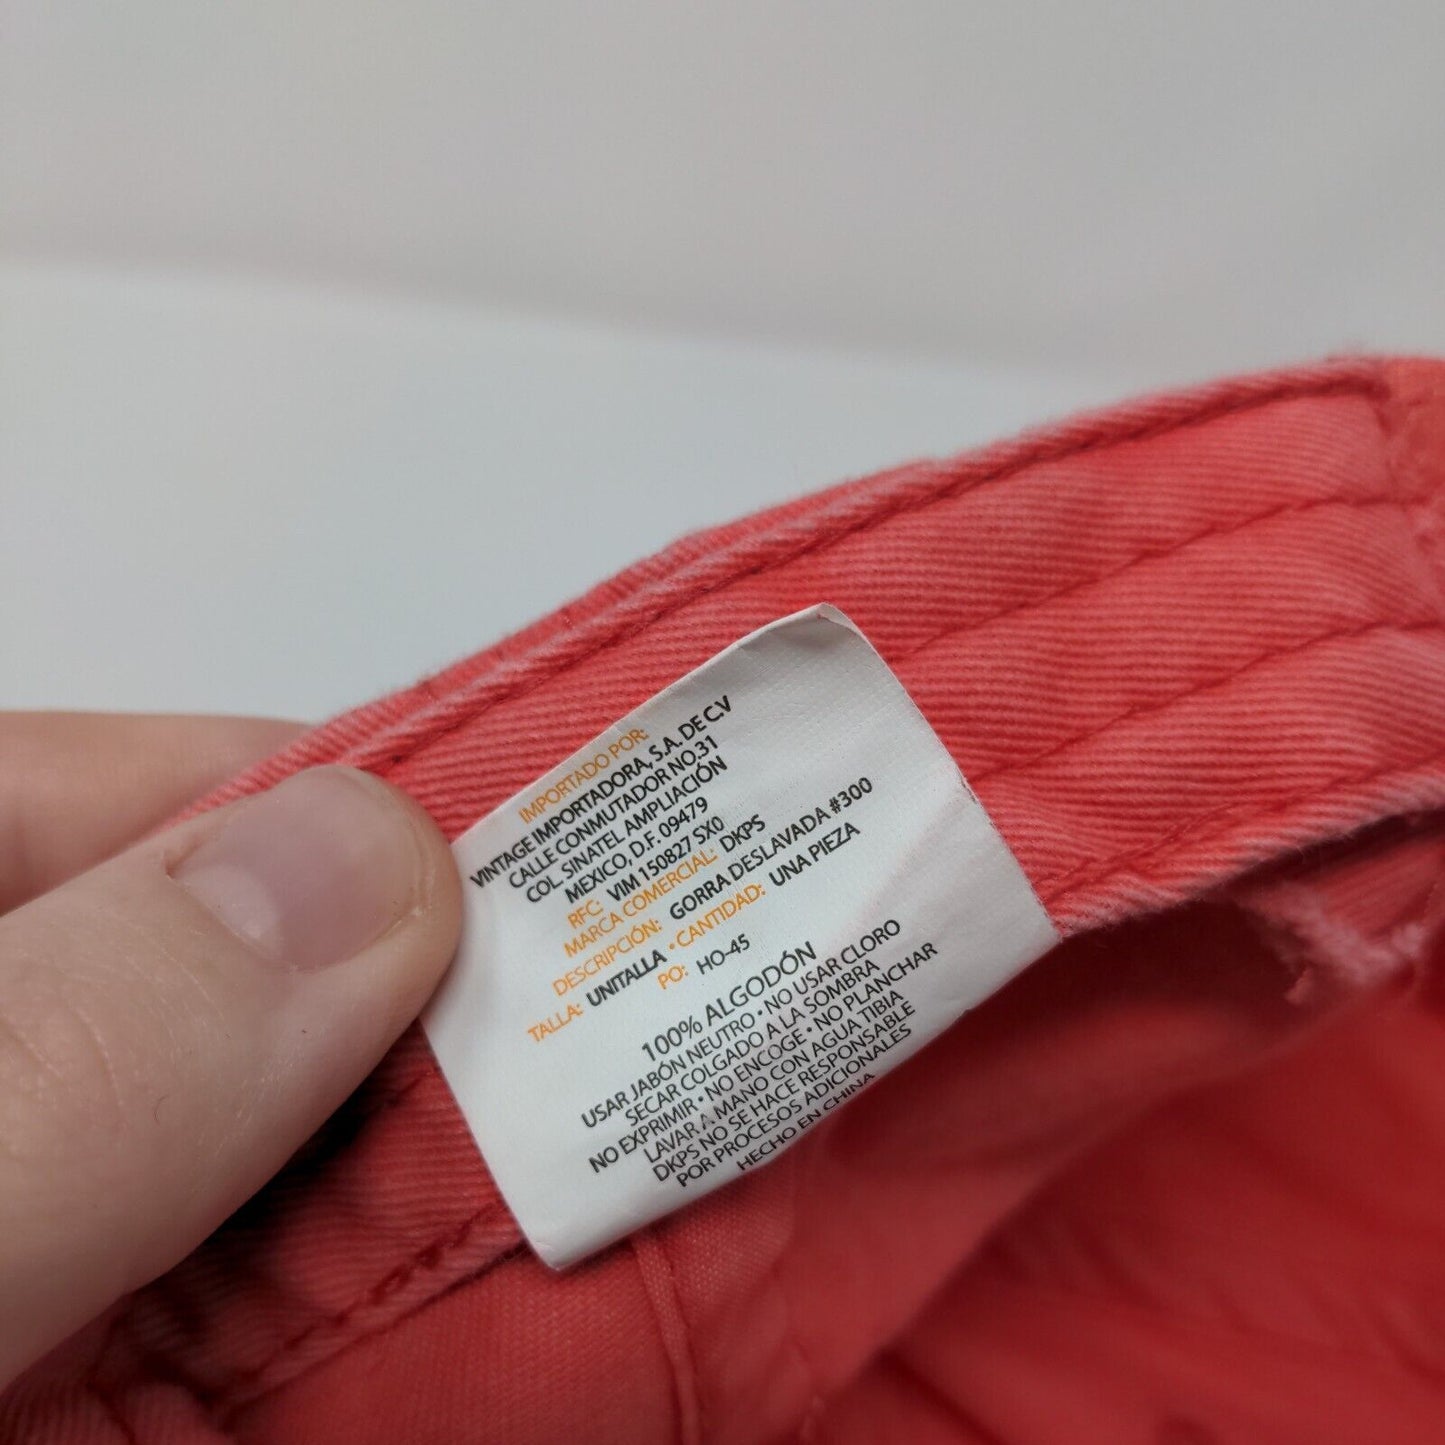 IMPORTADO POR:
VINTAGE IMPORTADORA, S.A. DE C.V
CALLE CONMUTADOR NO.31
COL. SINATEL AMPLIACIÓN
MEXICO, D.F. 09479
RFC: VIM150827 SX0
MARCA COMERCIAL: DKPS
DESCRIPCIÓN: GORRA DESLAVADA #300
TALLA: UNITALLA • CANTIDAD: UNA PIEZA
PO: HO-45
100% ALGODÓN
USAR JABÓN NEUTRO • NO USAR CLORO
SECAR COLGADO A LA SOMBRA
NO EXPRIMIR • NO ENCOGE • NO PLANCHAR
LAVAR A MANO CON AGUA TIBIA
DKPS NO SE HACE RESPONSABLE
POR PROCESOS ADICIONALES
HECHO EN CHINA